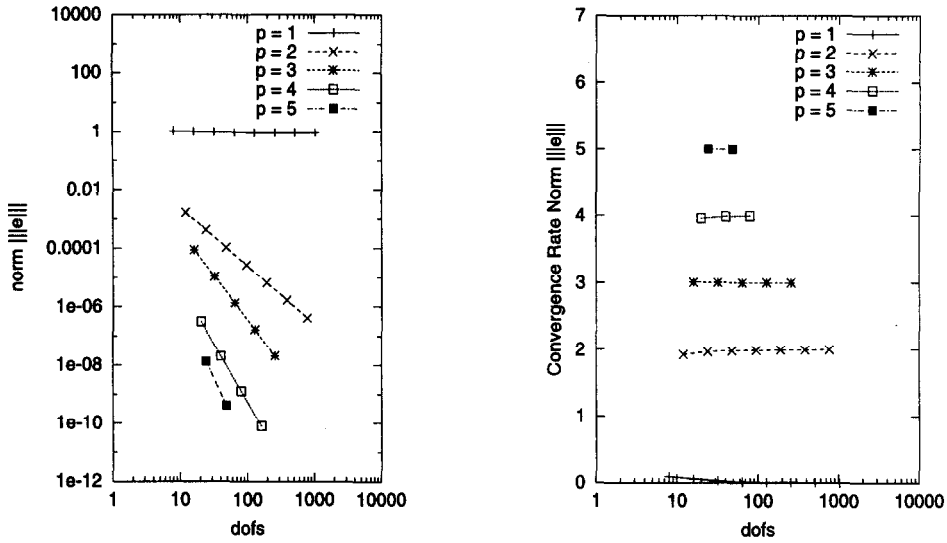 10000
100
1
0.01
0.0001
1e-06
1e-08
1e-10
1e-12
norm |||e|||
1
10
100
1000
10000
dofs
p = 1
p = 2
p = 3
p = 4
p = 5
7
6
5
4
3
2
1
0
Convergence Rate Norm |||e|||
1
10
100
1000
10000
dofs
p = 1
p = 2
p = 3
p = 4
p = 5